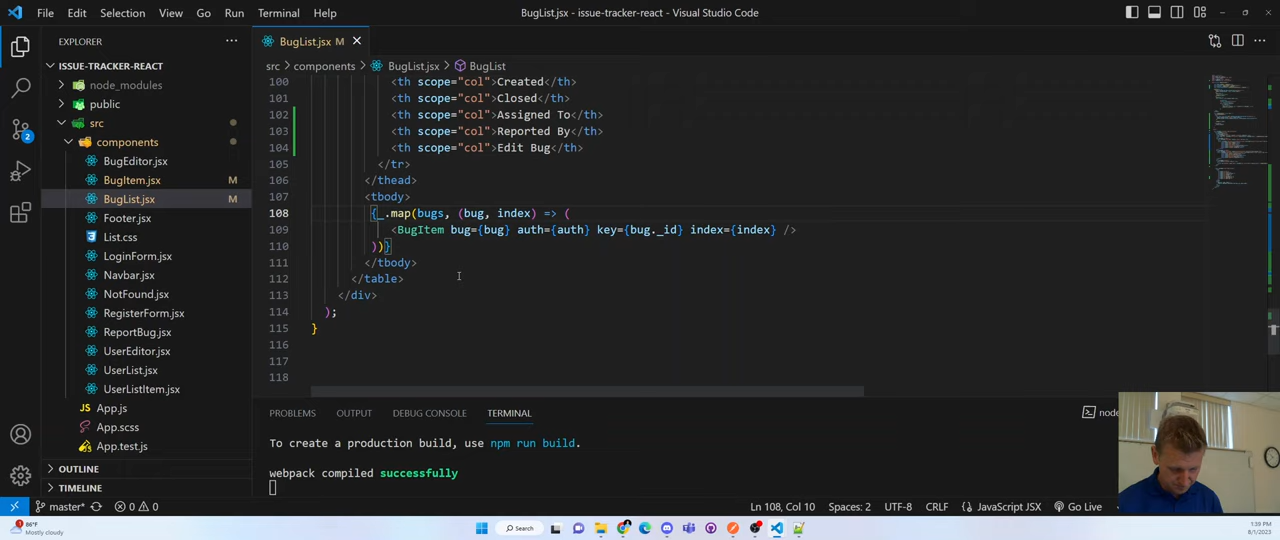 File Edit Selection View Go Run Terminal Help BugList.jsx - issue-tracker-react - Visual Studio Code
EXPLORER
BugList.jsx M
ISSUE-TRACKER-REACT
src components BugList.jsx BugList
node_modules
public
src
components
BugEditor.jsx
BugItem.jsx M
BugList.jsx M
Footer.jsx
List.css
LoginForm.jsx
Navbar.jsx
NotFound.jsx
RegisterForm.jsx
ReportBug.jsx
UserEditor.jsx
UserList.jsx
UserListItem.jsx
App.js
App.scss
App.test.js
OUTLINE
TIMELINE
100 <th scope="col">Created</th>
101 <th scope="col">Closed</th>
102 <th scope="col">Assigned To</th>
103 <th scope="col">Reported By</th>
104 <th scope="col">Edit Bug</th>
105 </tr>
106 </thead>
107 <tbody>
108 {_.map(bugs, (bug, index) => (
109 <BugItem bug={bug} auth={auth} key={bug._id} index={index} />
110 ))}
111 </tbody>
112 </table>
113 </div>
114 );
115 }
116
117
118
PROBLEMS OUTPUT DEBUG CONSOLE TERMINAL node
To create a production build, use npm run build.
webpack compiled successfully
2
master* 0 0 Ln 108, Col 10 Spaces: 2 UTF-8 CRLF JavaScript JSX Go Live
1
86°F
Mostly cloudy
Search
1:39 PM
8/1/2023